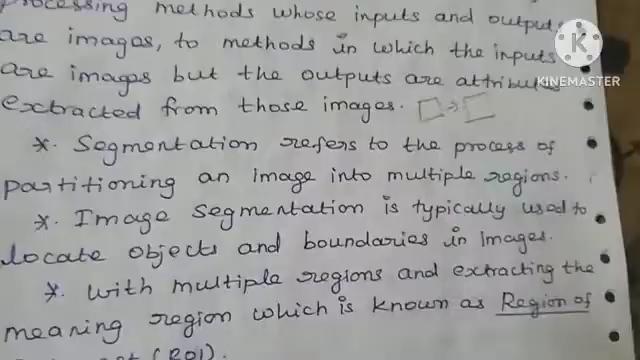 processing methods whose inputs and outputs
are images, to methods in which the inputs
are images but the outputs are attributes
extracted from those images.
*. Segmentation refers to the process of
partitioning an image into multiple regions.
*. Image segmentation is typically used to
locate objects and boundaries in images.
*. with multiple regions and extracting the
meaning region which is known as Region of
(ROI).
K
KINEMASTER